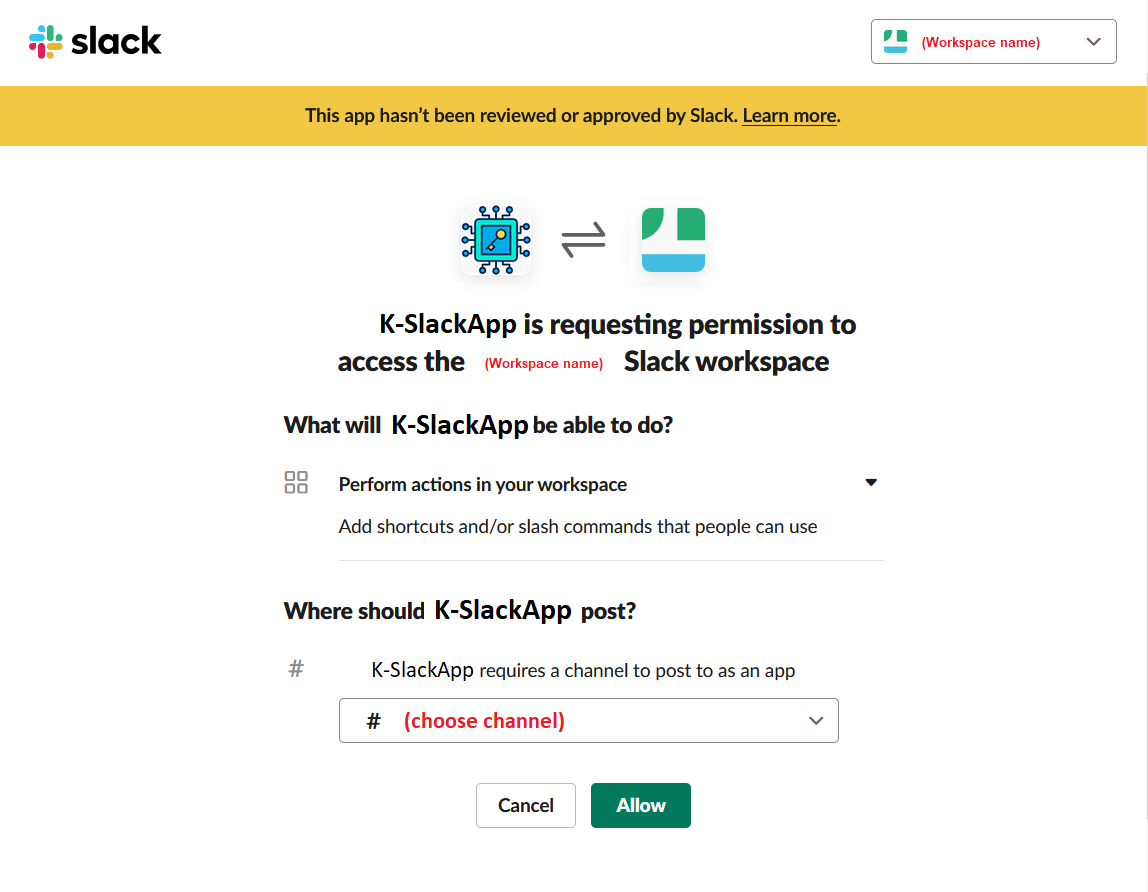 slack
(Workspace name)
This app hasn’t been reviewed or approved by Slack. Learn more.
K-SlackApp is requesting permission to
access the (Workspace name) Slack workspace
What will K-SlackApp be able to do?
Perform actions in your workspace
Add shortcuts and/or slash commands that people can use
Where should K-SlackApp post?
# K-SlackApp requires a channel to post to as an app
# (choose channel)
Cancel Allow